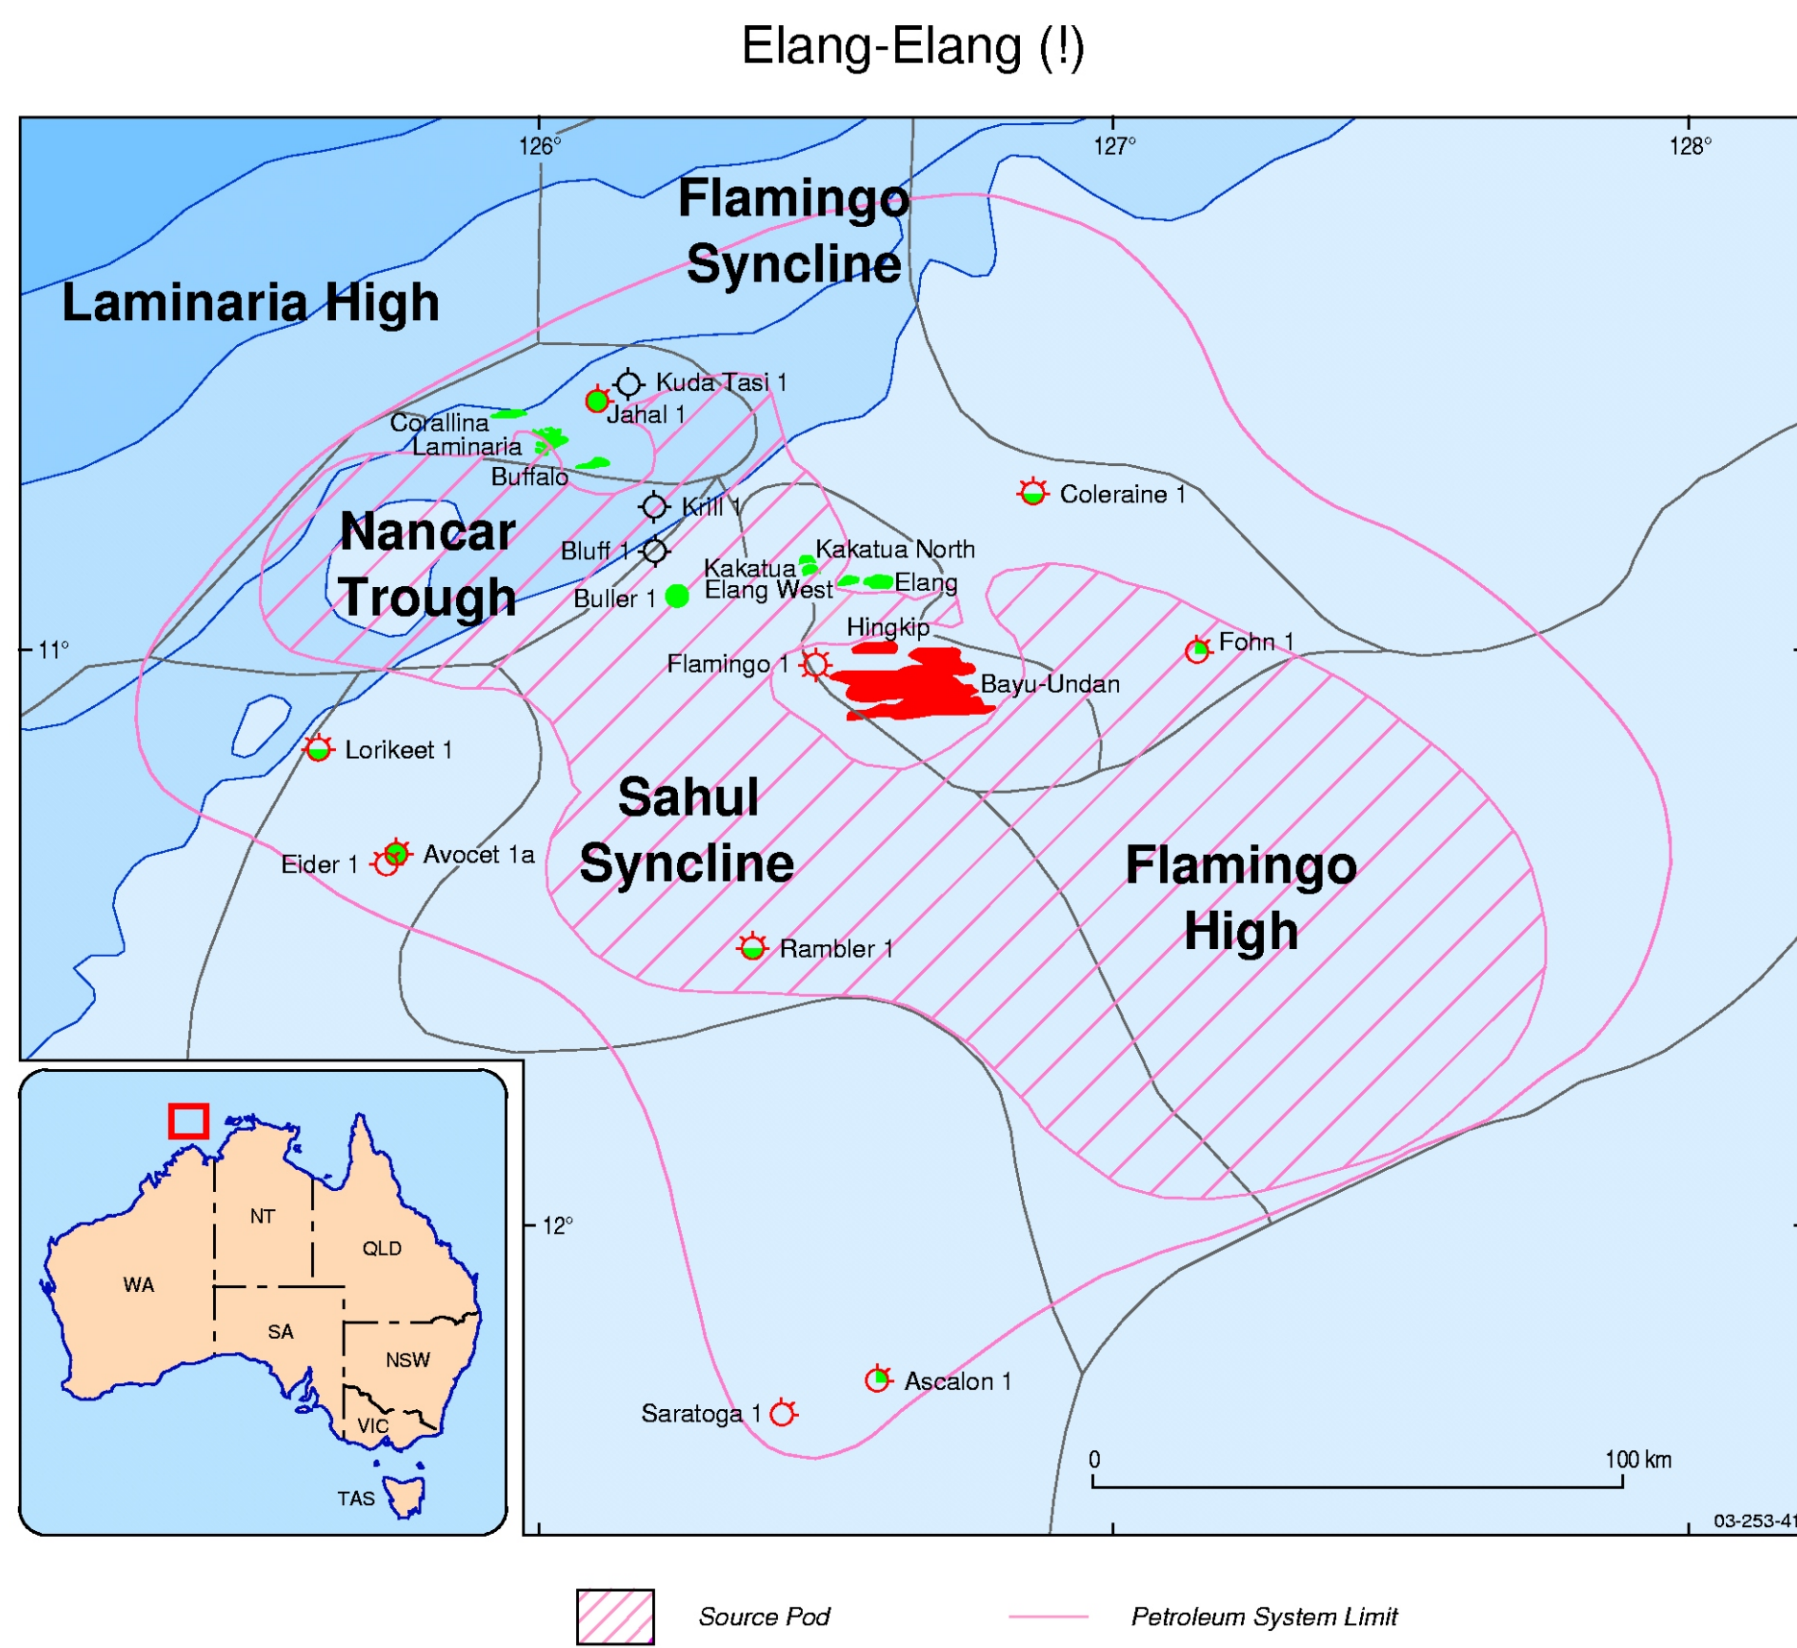 Elang-Elang (!)
126°
127°
128°
Flamingo
Syncline
Laminaria High
Kuda Tasi 1
Jahal 1
Corallina
Laminaria
Buffalo
Krill 1
Coleraine 1
Nancar
Trough
Bluff 1
Kakatua North
Kakatua
Elang
Elang West
Buller 1
Hingkip
11°
Flamingo 1
Fohn 1
Bayu-Undan
Lorikeet 1
Sahul
Syncline
Eider 1
Avocet 1a
Flamingo
High
Rambler 1
12°
NT
QLD
WA
SA
NSW
VIC
TAS
Ascalon 1
Saratoga 1
0
100 km
03-253-41
Source Pod
Petroleum System Limit